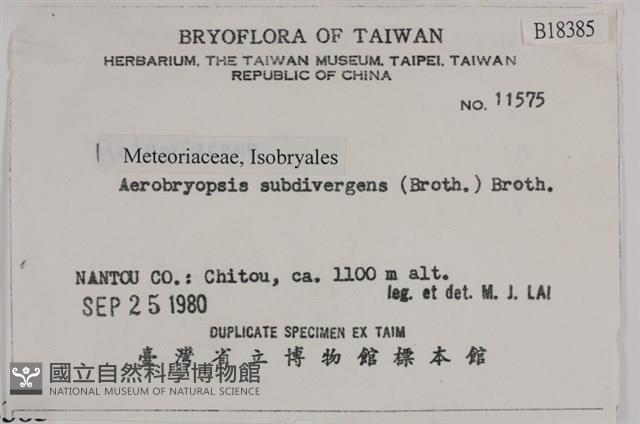 B18385
BRYOFLORA OF TAIWAN
HERBARIUM, THE TAIWAN MUSEUM, TAIPEI, TAIWAN
REPUBLIC OF CHINA
NO. 11575
Meteoriaceae, Isobryales
Aerobryopsis subdivergens (Broth.) Broth.
NANTOU CO.: Chitou, ca. 1100 m alt.
leg. et det. M. J. LAI
SEP 25 1980
DUPLICATE SPECIMEN EX TAIM
臺灣省立博物館標本館
國立自然科學博物館
NATIONAL MUSEUM OF NATURAL SCIENCE